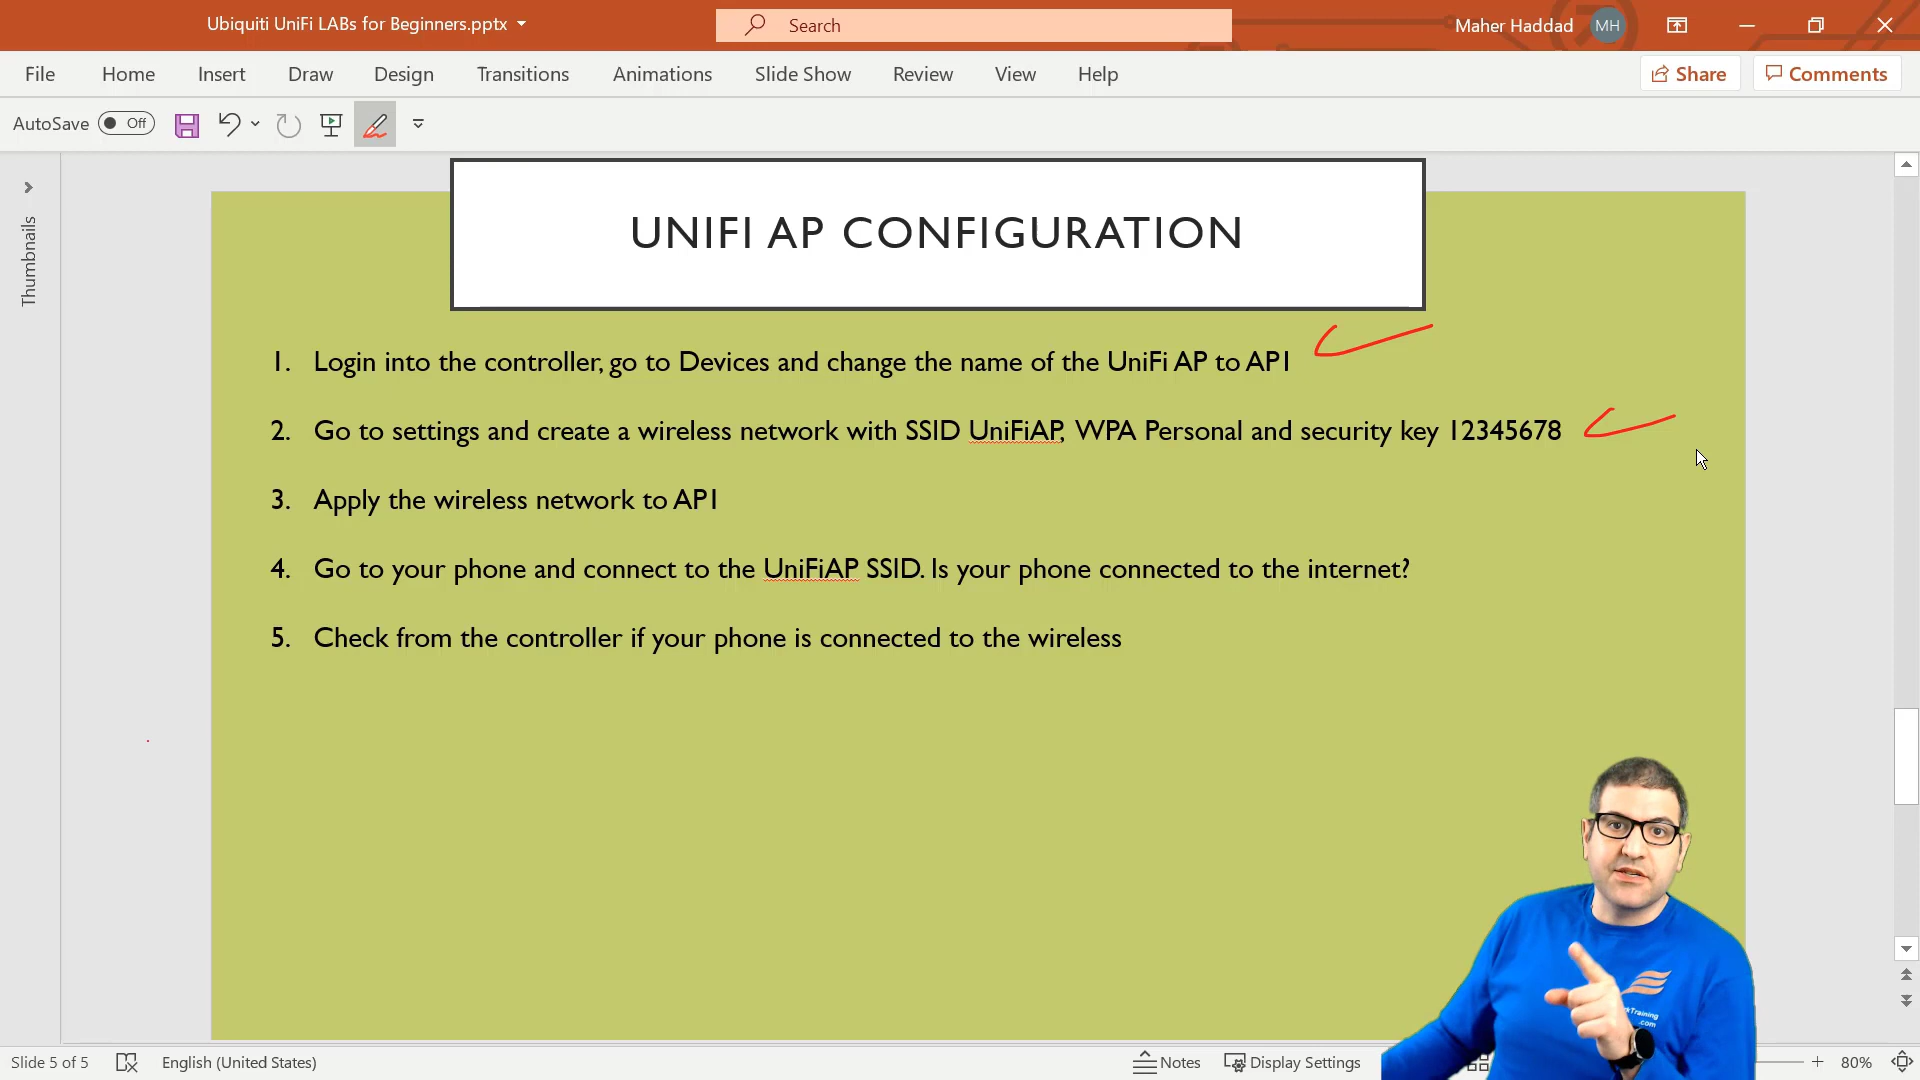 Ubiquiti UniFi LABs for Beginners.pptx
Search
Maher Haddad
MH
File
Home
Insert
Draw
Design
Transitions
Animations
Slide Show
Review
View
Help
Share
Comments
AutoSave
Off
Thumbnails
UNIFI AP CONFIGURATION
1. Login into the controller, go to Devices and change the name of the UniFi AP to AP1
2. Go to settings and create a wireless network with SSID UniFiAP, WPA Personal and security key 12345678
3. Apply the wireless network to AP1
4. Go to your phone and connect to the UniFiAP SSID. Is your phone connected to the internet?
5. Check from the controller if your phone is connected to the wireless
.com
Slide 5 of 5
English (United States)
Notes
Display Settings
80%